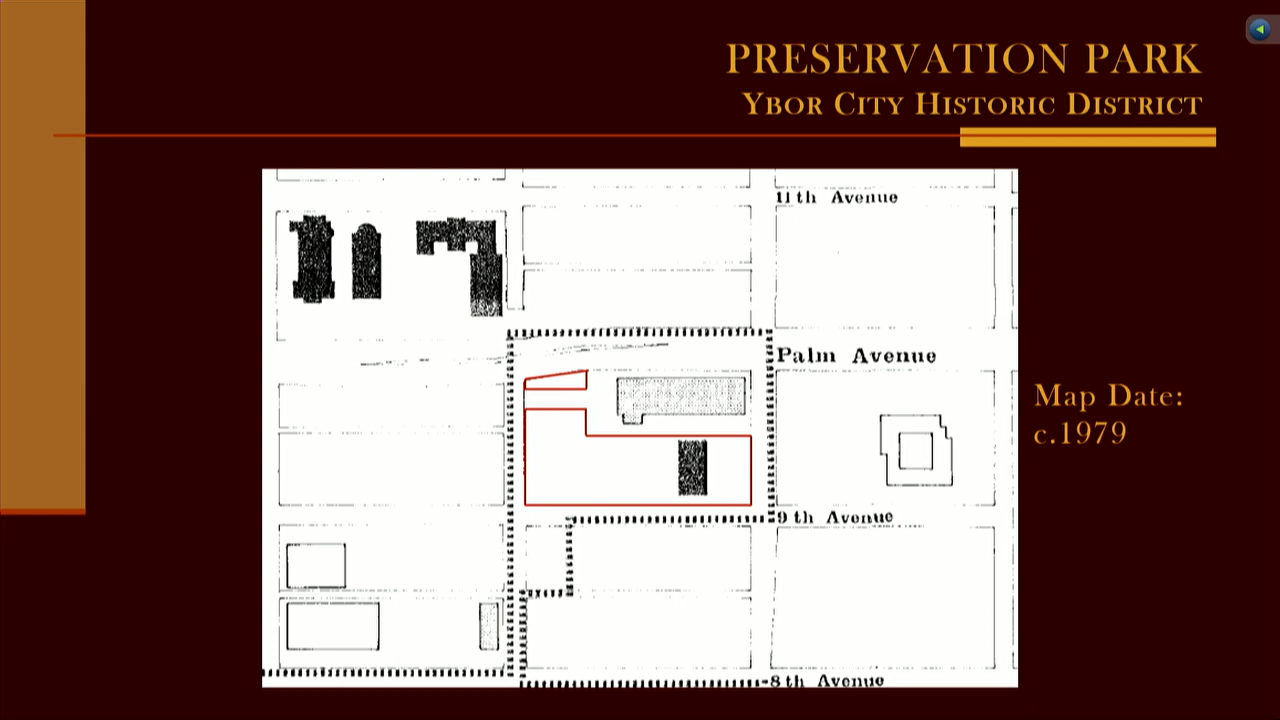 PRESERVATION PARK
YBOR CITY HISTORIC DISTRICT
11th Avenue
Palm Avenue
Map Date:
c.1979
9th Avenue
8th Avenue